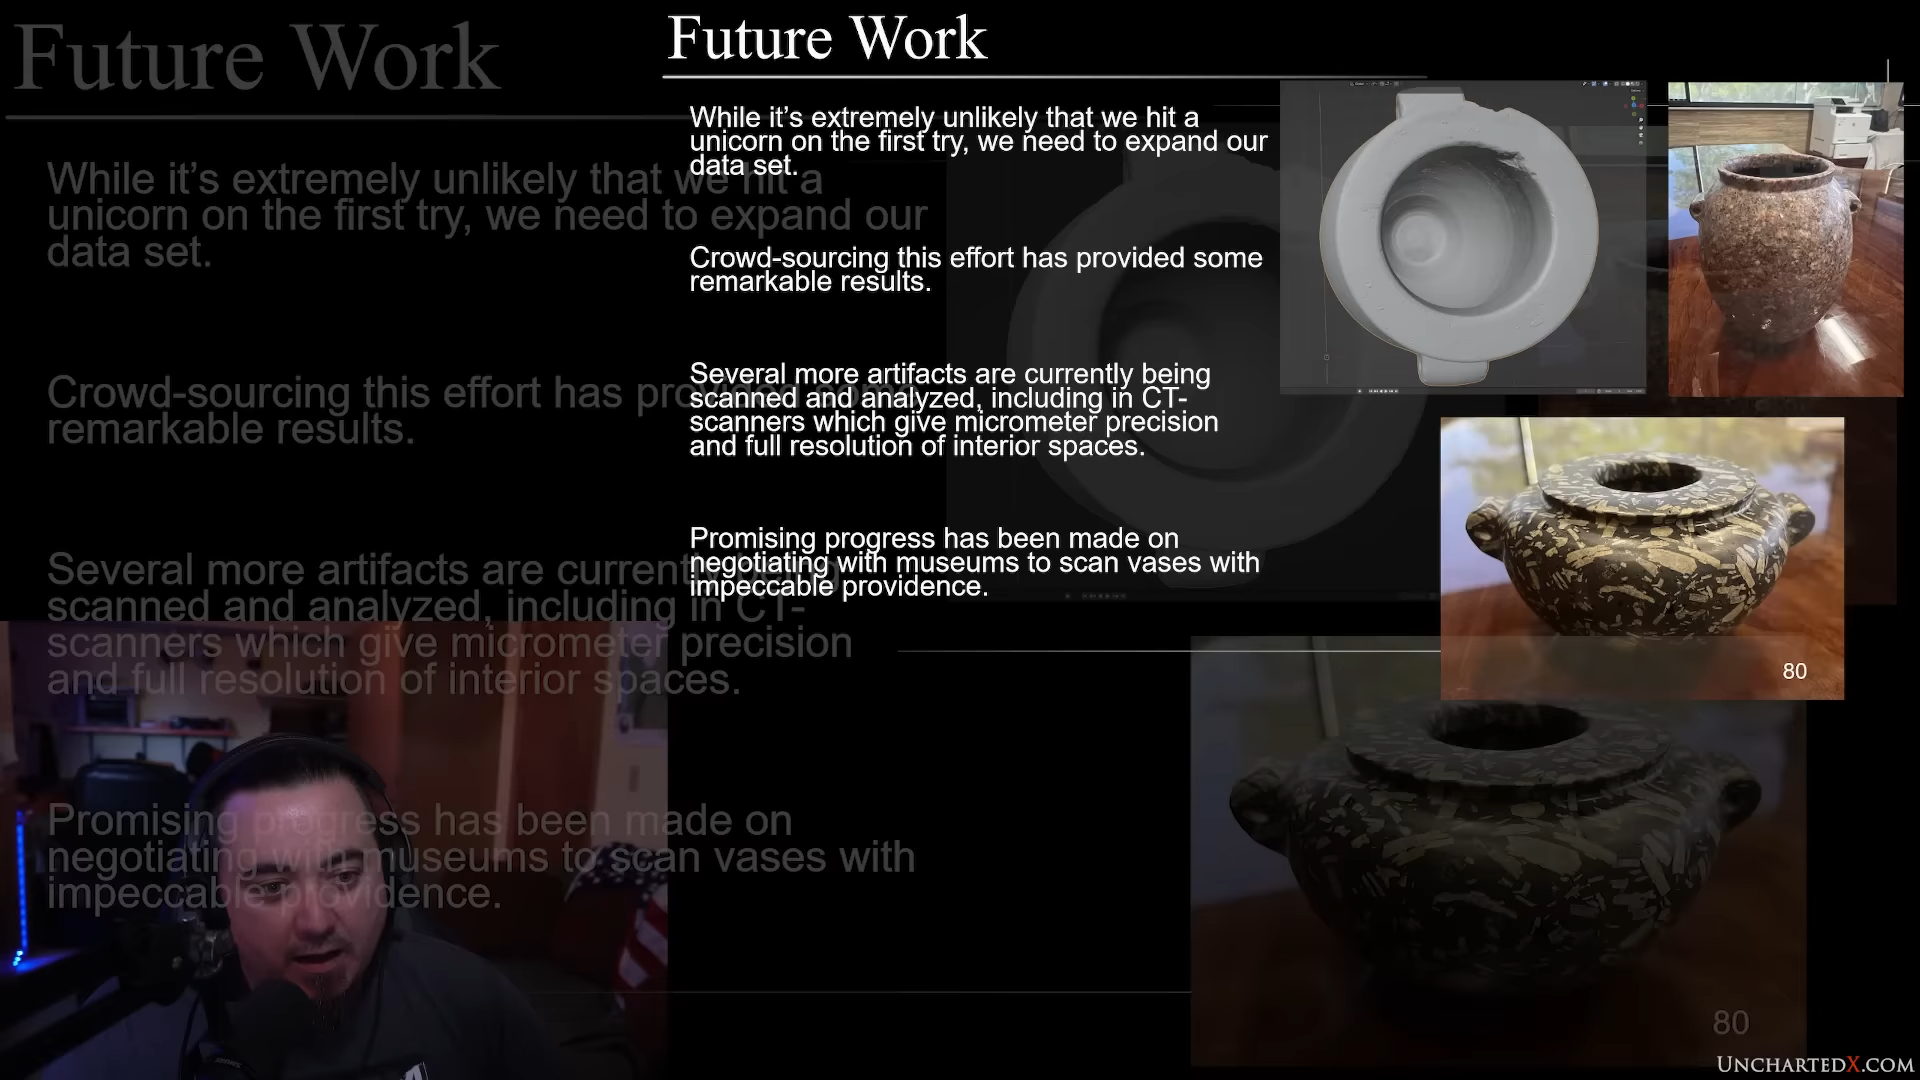 Future Work
While it's extremely unlikely that we hit a
unicorn on the first try, we need to expand our
data set.
Crowd-sourcing this effort has provided some
remarkable results.
Several more artifacts are currently being
scanned and analyzed, including in CT-
scanners which give micrometer precision
and full resolution of interior spaces.
Promising progress has been made on
negotiating with museums to scan vases with
impeccable providence.
80
Future Work
While it's extremely unlikely that we hit a
unicorn on the first try, we need to expand our
data set.
Crowd-sourcing this effort has provided some
remarkable results.
Several more artifacts are currently being
scanned and analyzed, including in CT-
scanners which give micrometer precision
and full resolution of interior spaces.
Promising progress has been made on
negotiating with museums to scan vases with
impeccable providence.
80
UNCHARTEDX.COM